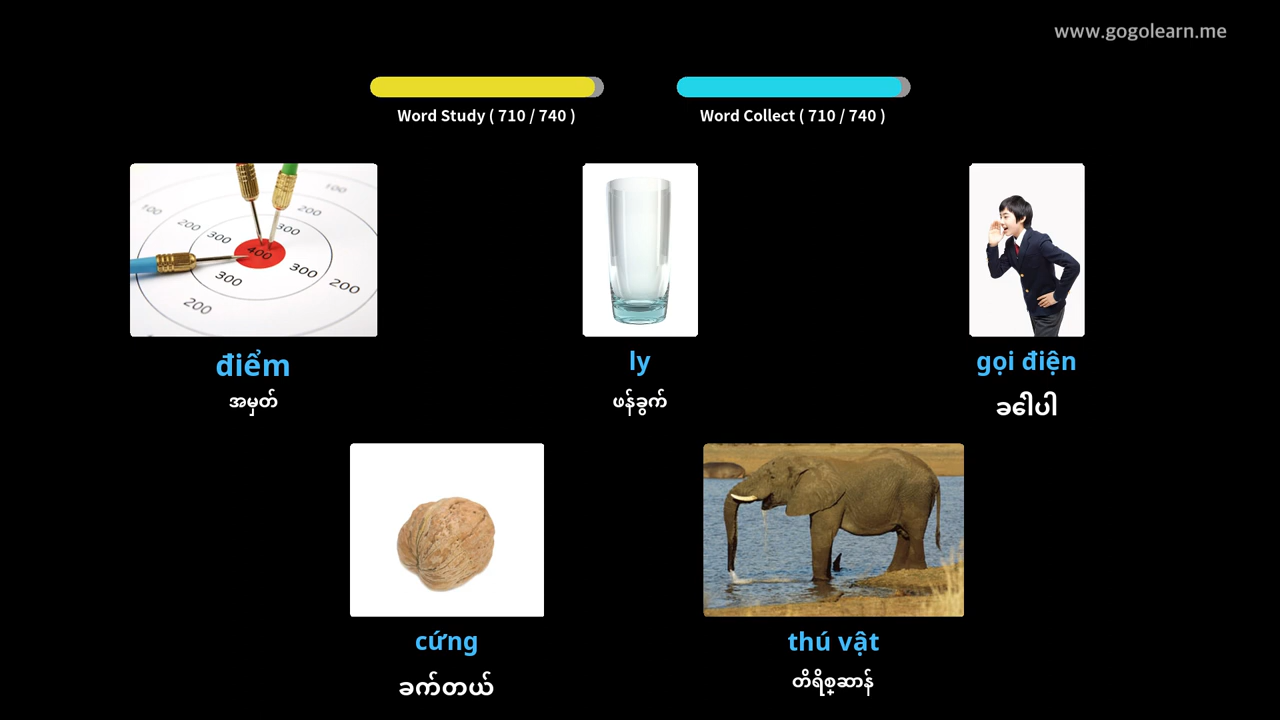 www.gogolearn.me
Word Study ( 710 / 740 )
Word Collect ( 710 / 740 )
100
100
200
200
300
300
400
300
300
200
200
điểm
ly
gọi điện
အမှတ်
ဖန်ခွက်
ခေါ်ပါ
cứng
thú vật
ခက်တယ်
တိရိစ္ဆာန်